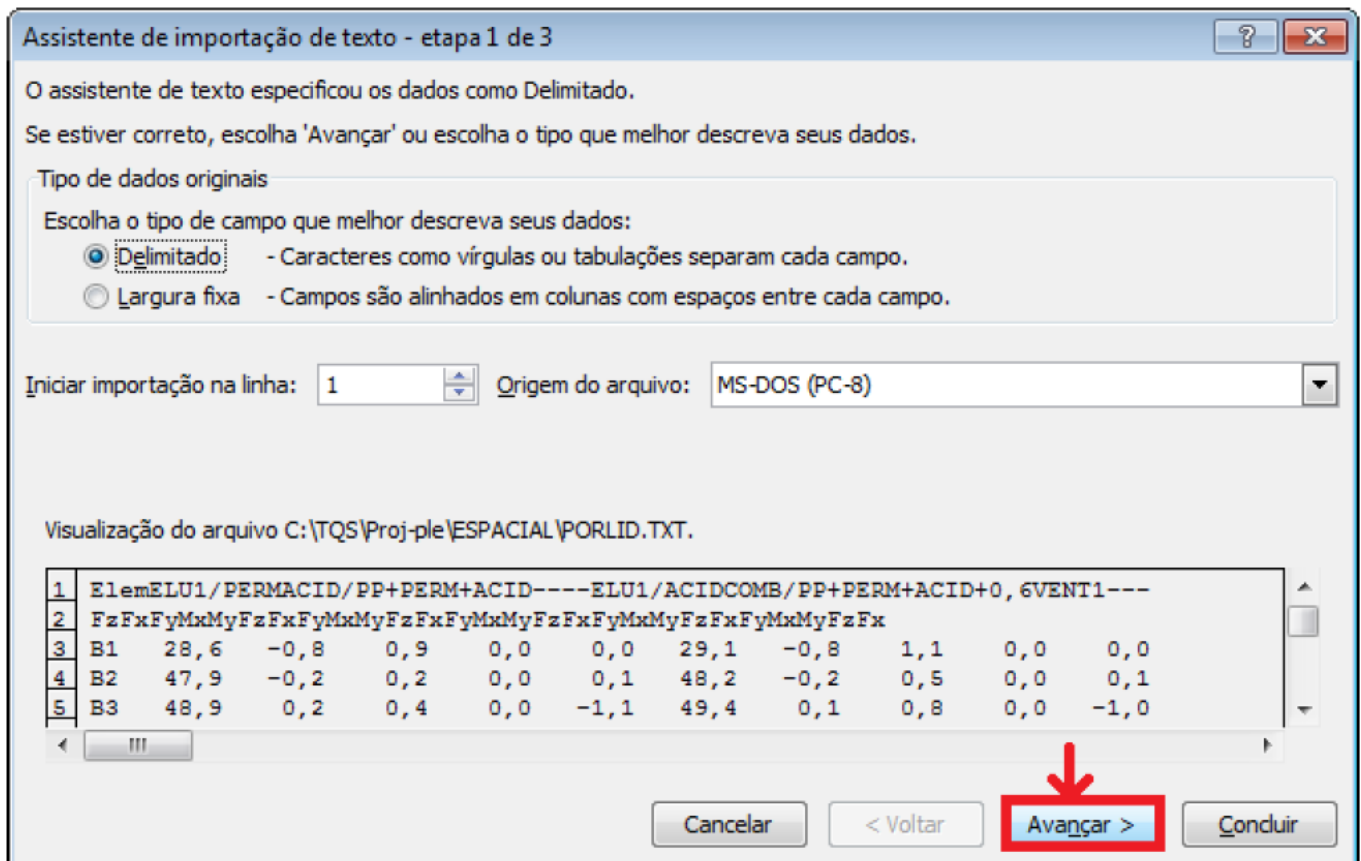 Assistente de importação de texto - etapa 1 de 3
O assistente de texto especificou os dados como Delimitado.
Se estiver correto, escolha 'Avançar' ou escolha o tipo que melhor descreva seus dados.
Tipo de dados originais
Escolha o tipo de campo que melhor descreva seus dados:
Delimitado - Caracteres como vírgulas ou tabulações separam cada campo.
Largura fixa - Campos são alinhados em colunas com espaços entre cada campo.
Iniciar importação na linha: 1 Origem do arquivo: MS-DOS (PC-8)
Visualização do arquivo C:\TQS\Proj-ple\ESPACIAL\PORLID.TXT.
1 ElemELU1/PERMACID/PP+PERM+ACID----ELU1/ACIDCOMB/PP+PERM+ACID+0,6VENT1---
2 FzFxFyMxMyFzFxFyMxMyFzFxFyMxMyFzFxFyMxMyFzFxFyMxMyFzFx
3 B1 28,6 -0,8 0,9 0,0 0,0 29,1 -0,8 1,1 0,0 0,0
4 B2 47,9 -0,2 0,2 0,0 0,1 48,2 -0,2 0,5 0,0 0,1
5 B3 48,9 0,2 0,4 0,0 -1,1 49,4 0,1 0,8 0,0 -1,0
Cancelar < Voltar Avançar > Concluir